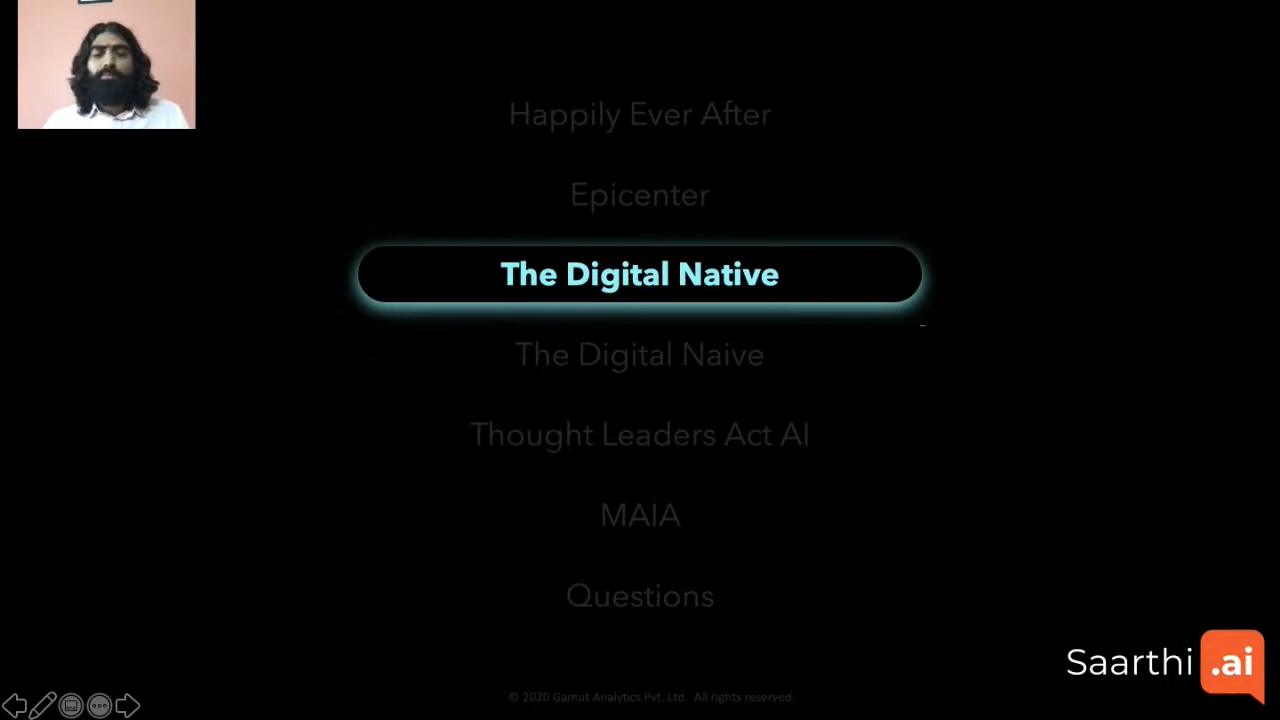 Happily Ever After
Epicenter
The Digital Native
The Digital Naive
Thought Leaders Act AI
MAIA
Questions
Saarthi .ai
© 2020 Gamut Analytics Pvt. Ltd. All rights reserved.